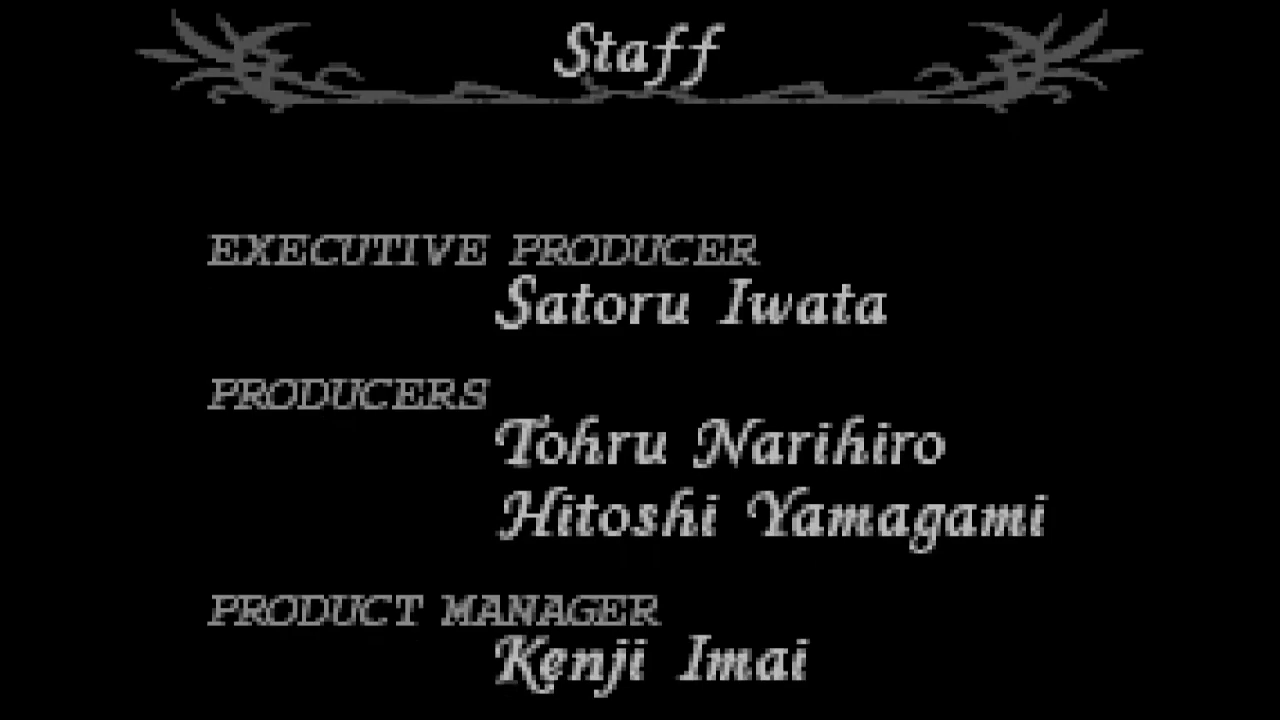 Staff
EXECUTIVE PRODUCER
Satoru Iwata
PRODUCERS
Tohru Narihiro
Hitoshi Yamagami
PRODUCT MANAGER
Kenji Imai